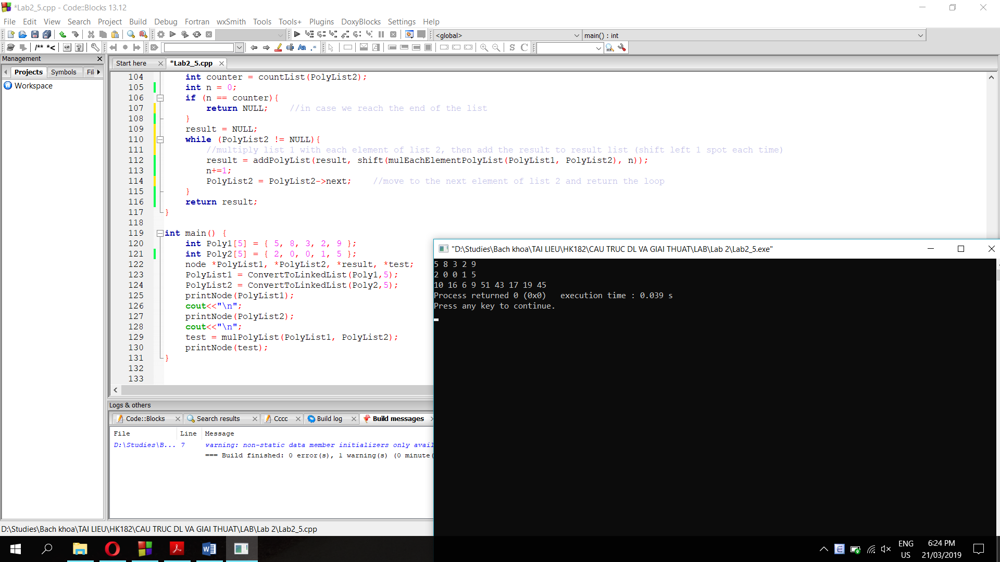 *Lab2_5.cpp - Code::Blocks 13.12
File Edit View Search Project Build Debug Fortran wxSmith Tools Tools+ Plugins DoxyBlocks Settings Help
<global> main() : int
/** *<
S C
Management
Start here *Lab2_5.cpp
Projects Symbols Fil
Workspace
104 int counter = countList(PolyList2);
105 int n = 0;
106 if (n == counter){
107 return NULL; //in case we reach the end of the list
108 }
109 result = NULL;
110 while (PolyList2 != NULL){
111 //multiply list 1 with each element of list 2, then add the result to result list (shift left 1 spot each time)
112 result = addPolyList(result, shift(mulEachElementPolyList(PolyList1, PolyList2), n));
113 n+=1;
114 PolyList2 = PolyList2->next; //move to the next element of list 2 and return the loop
115 }
116 return result;
117 }
118
119 int main() {
120 int Poly1[5] = { 5, 8, 3, 2, 9 };
121 int Poly2[5] = { 2, 0, 0, 1, 5 };
122 node *PolyList1, *PolyList2, *result, *test;
123 PolyList1 = ConvertToLinkedList(Poly1,5);
124 PolyList2 = ConvertToLinkedList(Poly2,5);
125 printNode(PolyList1);
126 cout<<"\n";
127 printNode(PolyList2);
128 cout<<"\n";
129 test = mulPolyList(PolyList1, PolyList2);
130 printNode(test);
131 }
132
133
"D:\Studies\Bach khoa\TAI LIEU\HK182\CAU TRUC DL VA GIAI THUAT\LAB\Lab 2\Lab2_5.exe"
5 8 3 2 9
2 0 0 1 5
10 16 6 9 51 43 17 19 45
Process returned 0 (0x0) execution time : 0.039 s
Press any key to continue.
Logs & others
Code::Blocks Search results Cccc Build log Build messages
File Line Message
D:\Studies\B... 7 warning: non-static data member initializers only avail
=== Build finished: 0 error(s), 1 warning(s) (0 minute(
D:\Studies\Bach khoa\TAI LIEU\HK182\CAU TRUC DL VA GIAI THUAT\LAB\Lab 2\Lab2_5.cpp
ENG
US
6:24 PM
21/03/2019